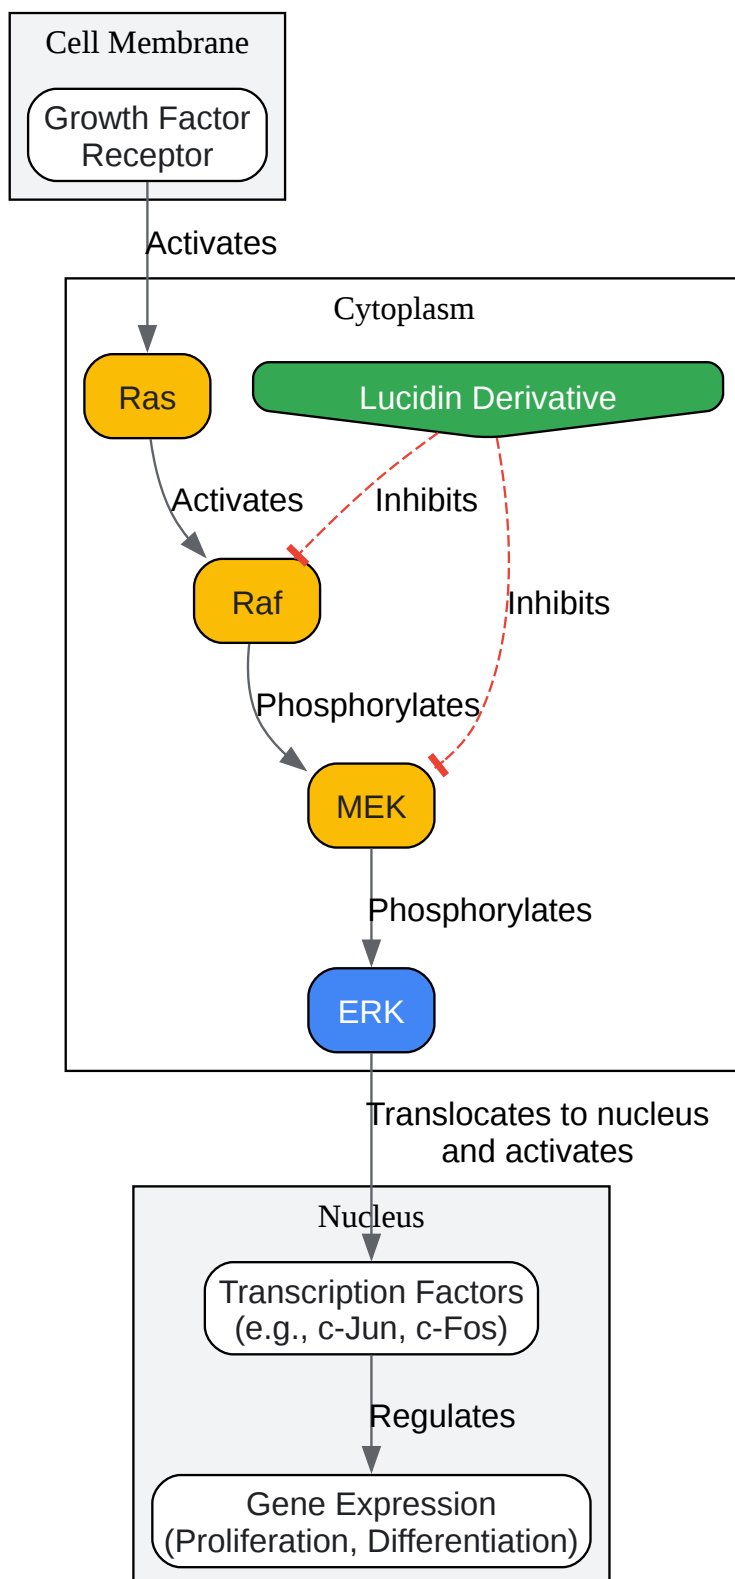 Cell Membrane
Growth Factor
Receptor
Activates
Cytoplasm
Ras
Lucidin Derivative
Activates
Inhibits
Raf
Inhibits
Phosphorylates
MEK
Phosphorylates
ERK
Translocates to nucleus
and activates
Nucleus
Transcription Factors
(e.g., c-Jun, c-Fos)
Regulates
Gene Expression
(Proliferation, Differentiation)